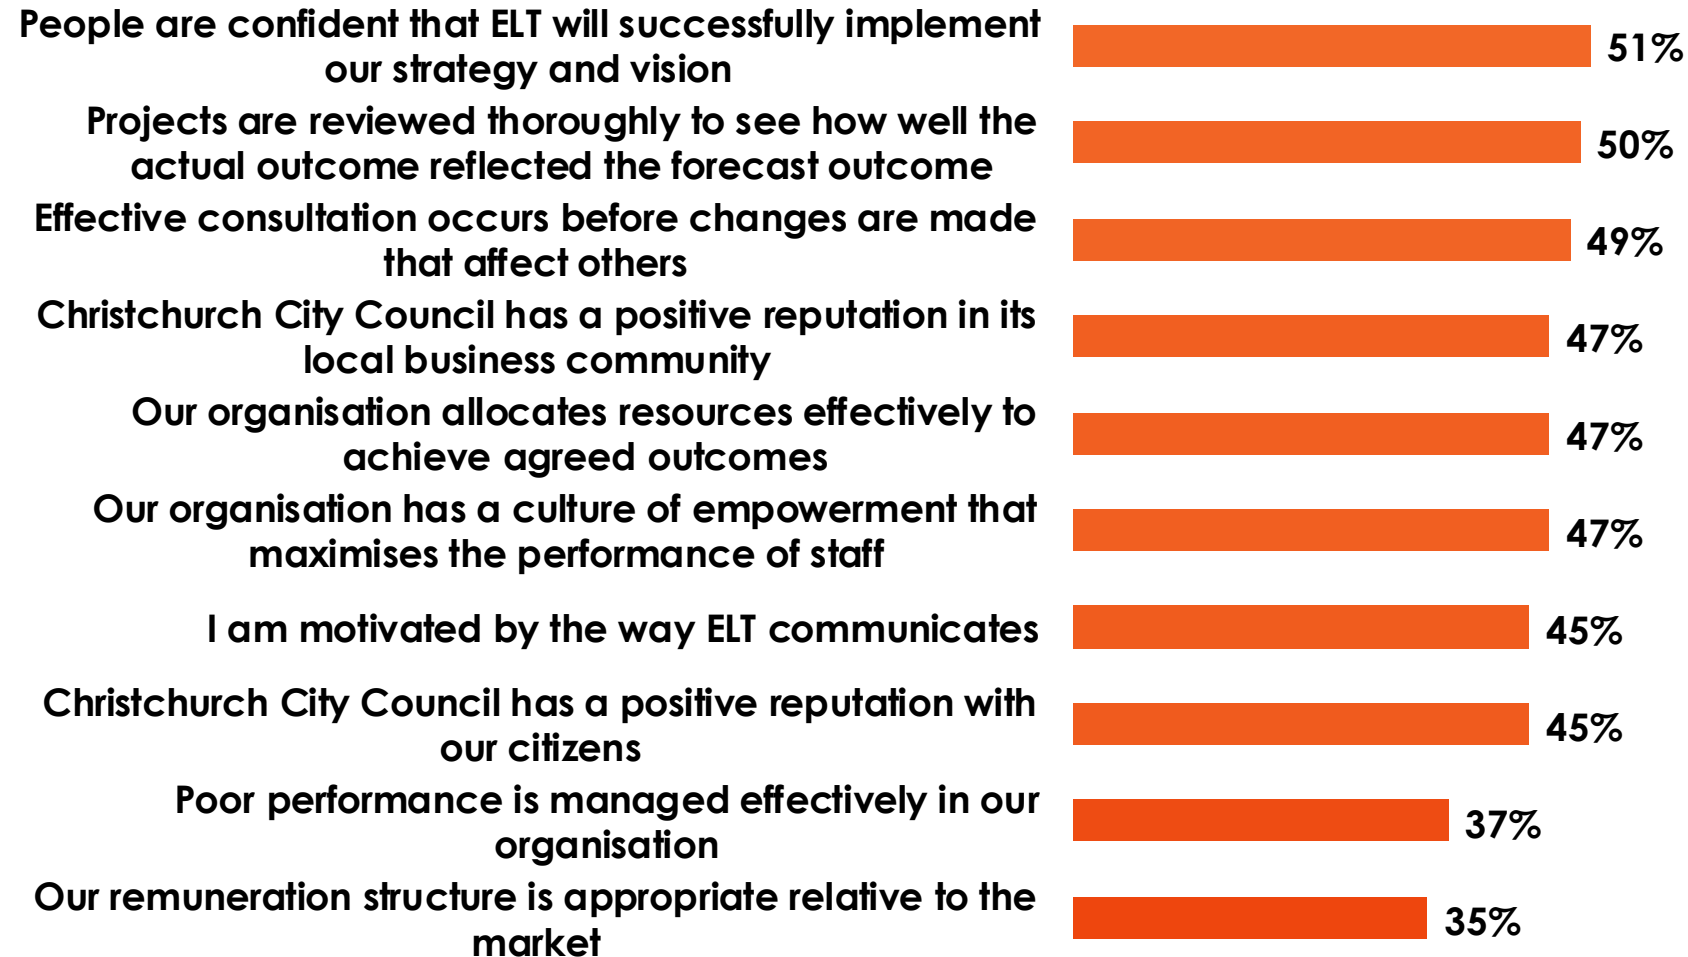 People are confident that ELT will successfully implement
our strategy and vision
51%
Projects are reviewed thoroughly to see how well the
actual outcome reflected the forecast outcome
50%
Effective consultation occurs before changes are made
that affect others
49%
Christchurch City Council has a positive reputation in its
local business community
47%
Our organisation allocates resources effectively to
achieve agreed outcomes
47%
Our organisation has a culture of empowerment that
maximises the performance of staff
47%
I am motivated by the way ELT communicates
45%
Christchurch City Council has a positive reputation with
our citizens
45%
Poor performance is managed effectively in our
organisation
37%
Our remuneration structure is appropriate relative to the
market
35%